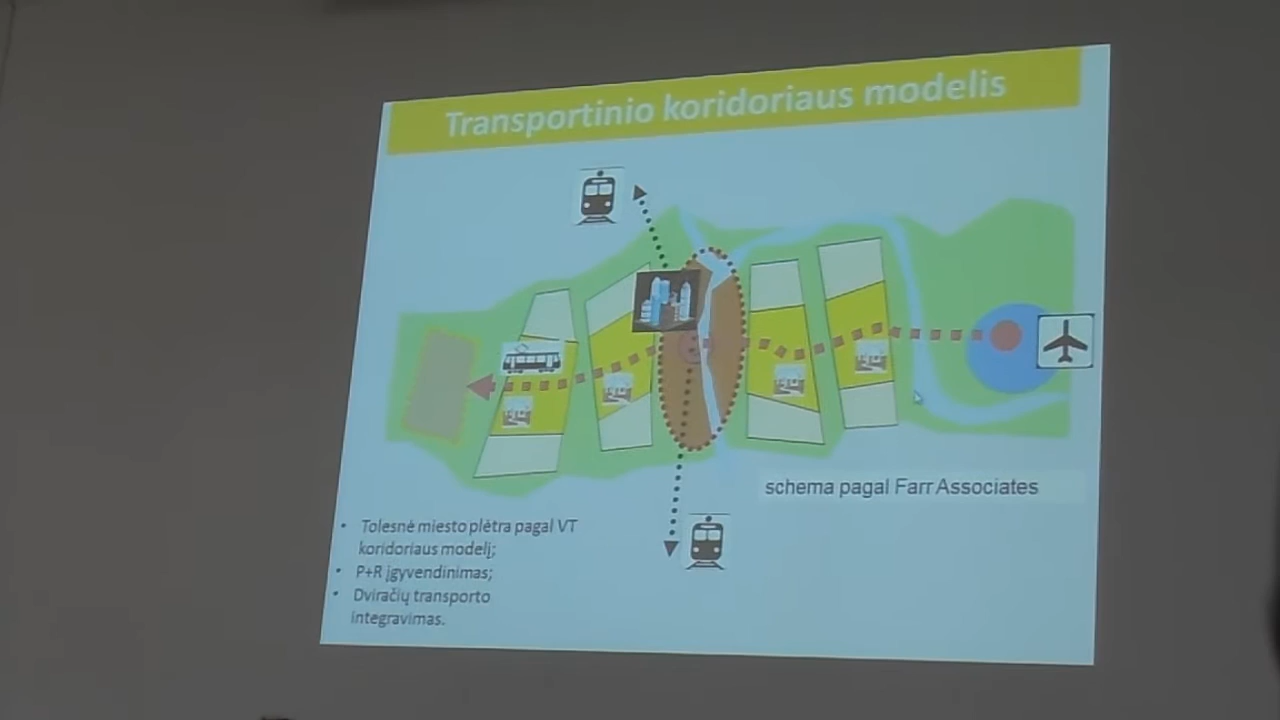 Transportinio koridoriaus modelis
schema pagal Farr Associates
• Tolesnė miesto plėtra pagal VT
koridoriaus modelį;
• P+R įgyvendinimas;
• Dviračių transporto
integravimas.